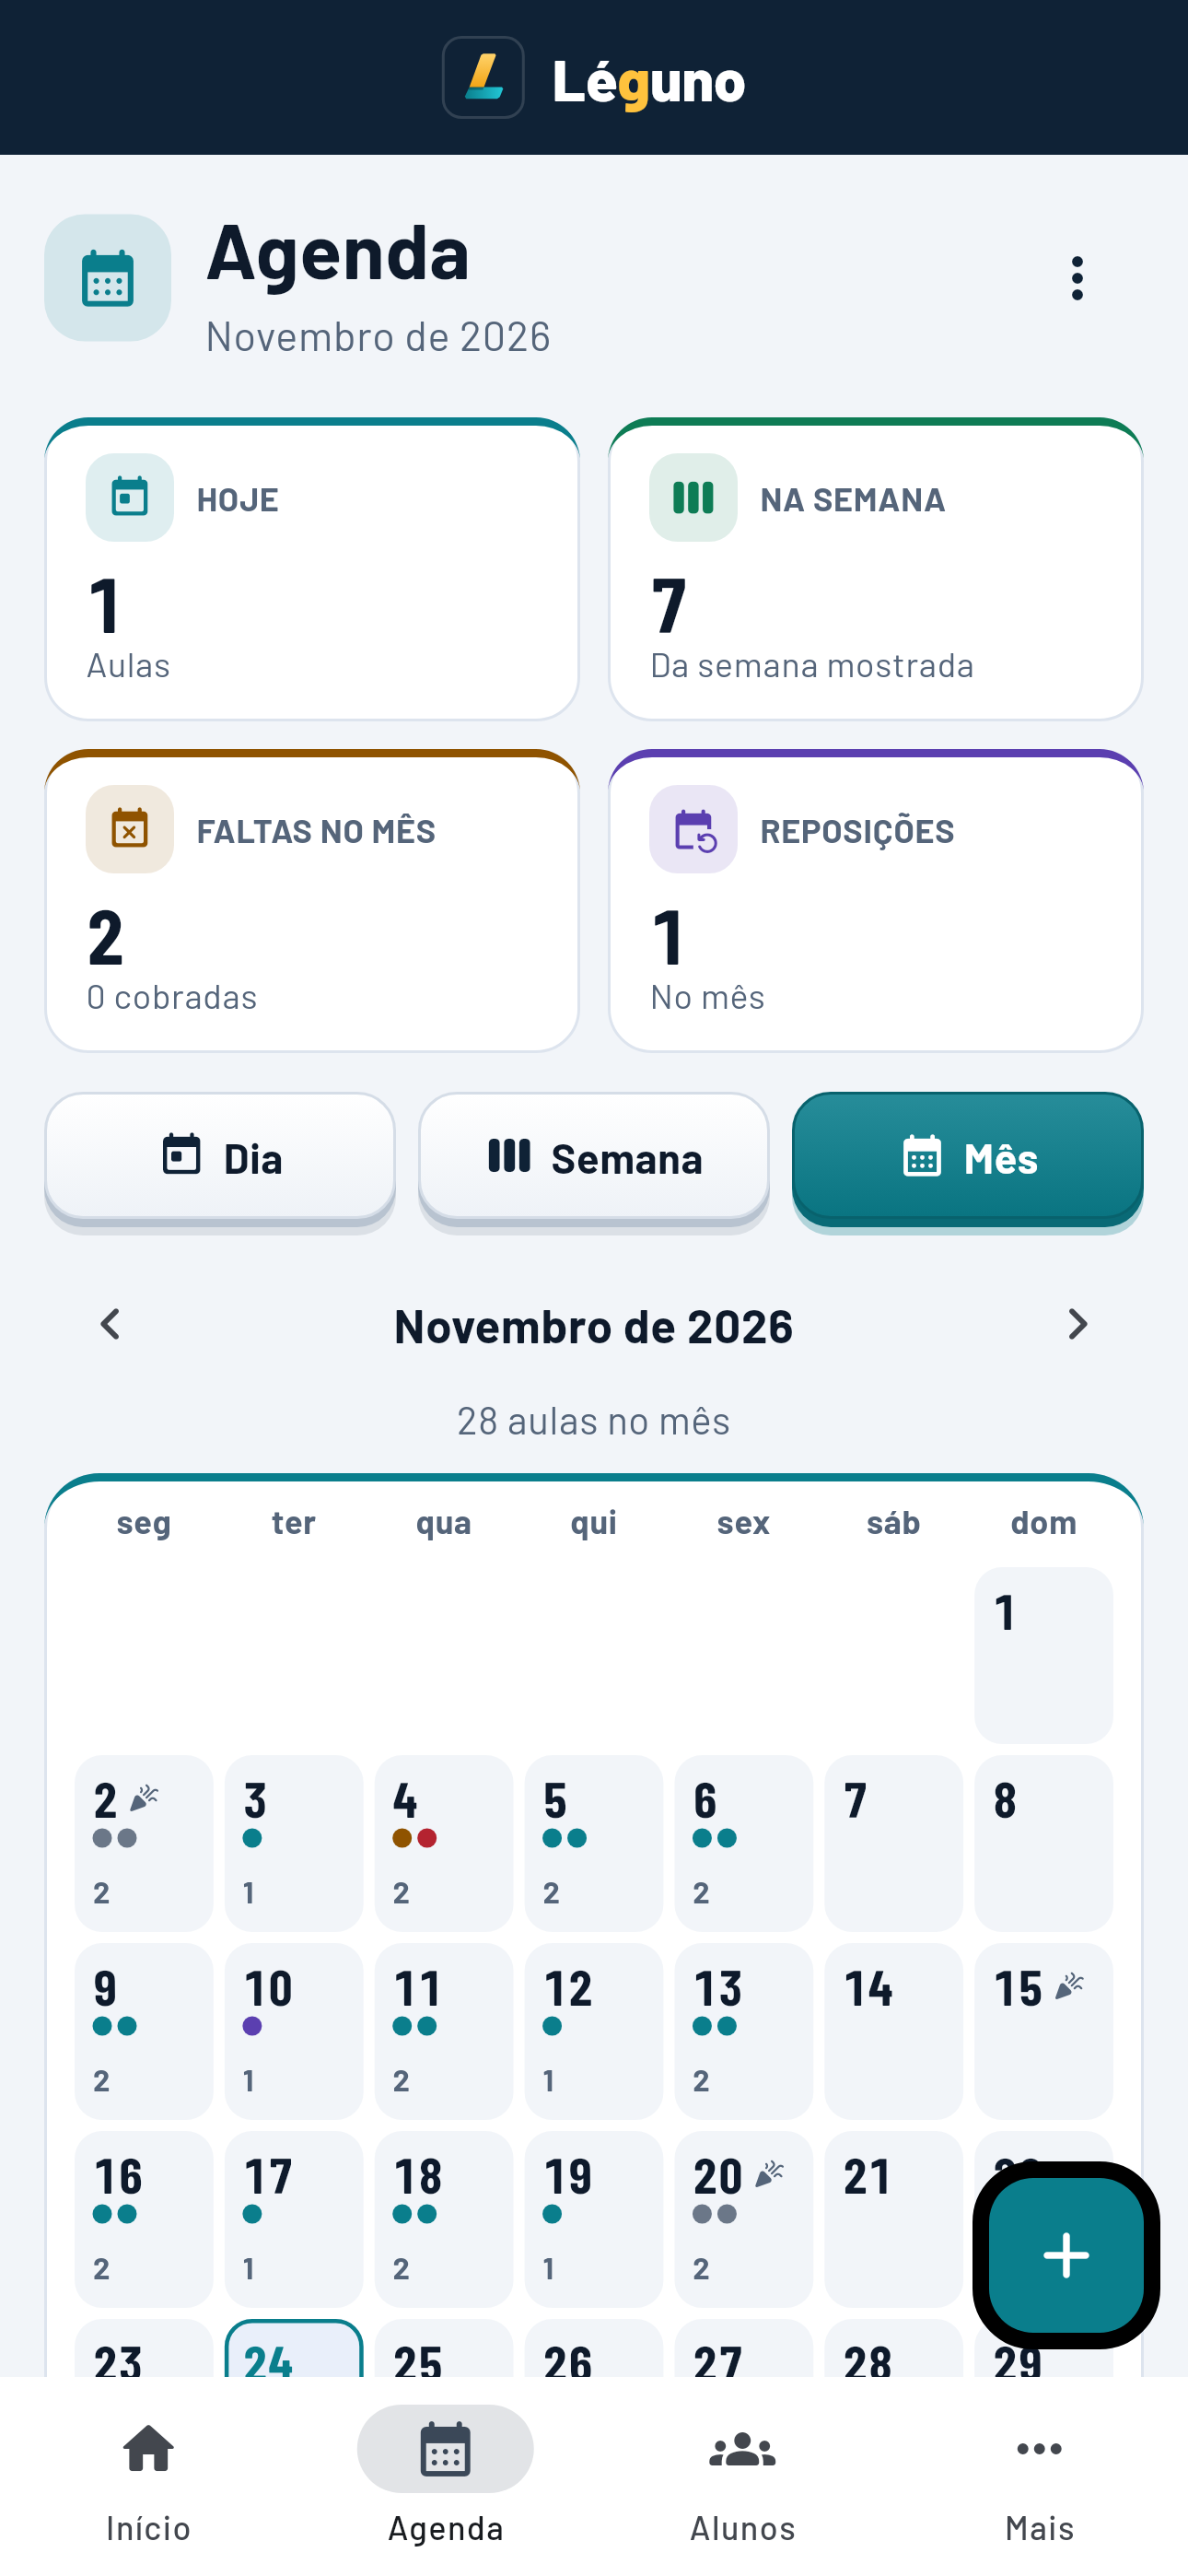 Léguno
Agenda
Novembro de 2026
HOJE
1
Aulas
NA SEMANA
7
Da semana mostrada
FALTAS NO MÊS
2
0 cobradas
REPOSIÇÕES
1
No mês
Dia
Semana
Mês
Novembro de 2026
28 aulas no mês
seg ter qua qui sex sáb dom
1
2 3 4 5 6 7 8
2 1 2 2 2
9 10 11 12 13 14 15
2 1 2 1 2
16 17 18 19 20 21
2 1 2 1 2
23 24 25 26 27 28 29
Início Agenda Alunos Mais